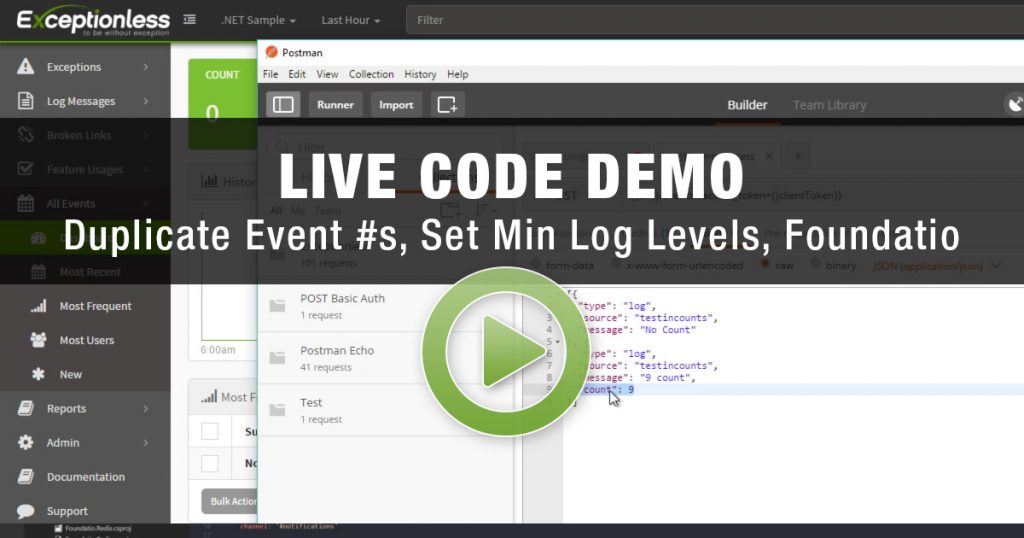 Exceptionless
to be without exception
.NET Sample
Last Hour
Filter
Postman
File Edit View Collection History Help
Runner
Import
Builder
Team Library
Exceptions
Log Messages
Broken Links
Feature Usages
All Events
Most Recent
Most Frequent
Most Users
New
Reports
Admin
Documentation
Support
COUNT
0
Filter
LIVE CODE DEMO
Duplicate Event #s, Set Min Log Levels, Foundatio
All Me Team
101 requests
POST Basic Auth
1 request
Postman Echo
41 requests
Test
1 request
token={{clientToken}}
form-data
x-www-form-urlencoded
raw
binary
JSON (application/json)
"type": "log",
source": "testincounts",
message": "No Count"
type": "log",
source": "testincounts",
message": "9 count",
count": 9
6:00am
Most F
Su
No
Bulk Action
Foundatio.Redis.csproj
channel: '#notifications'